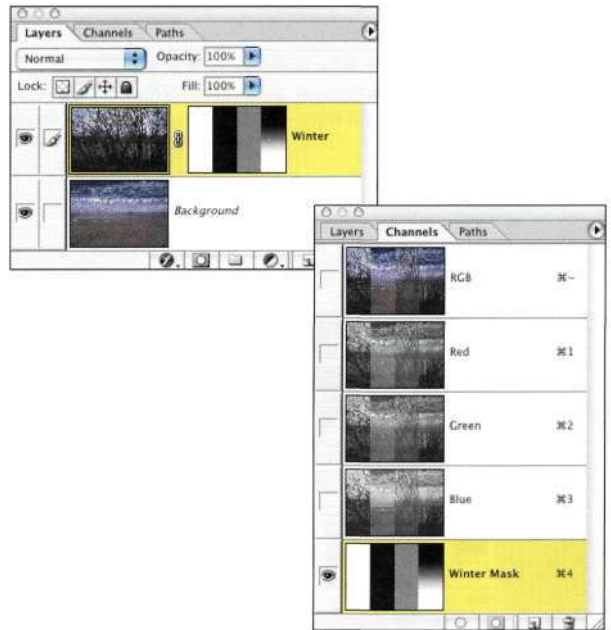 Layers Channels Paths
Normal Opacity: 100%
Lock: Fill: 100%
Winter
Background
Layers Channels Paths
RGB ⌘~
Red ⌘1
Green ⌘2
Blue ⌘3
Winter Mask ⌘4